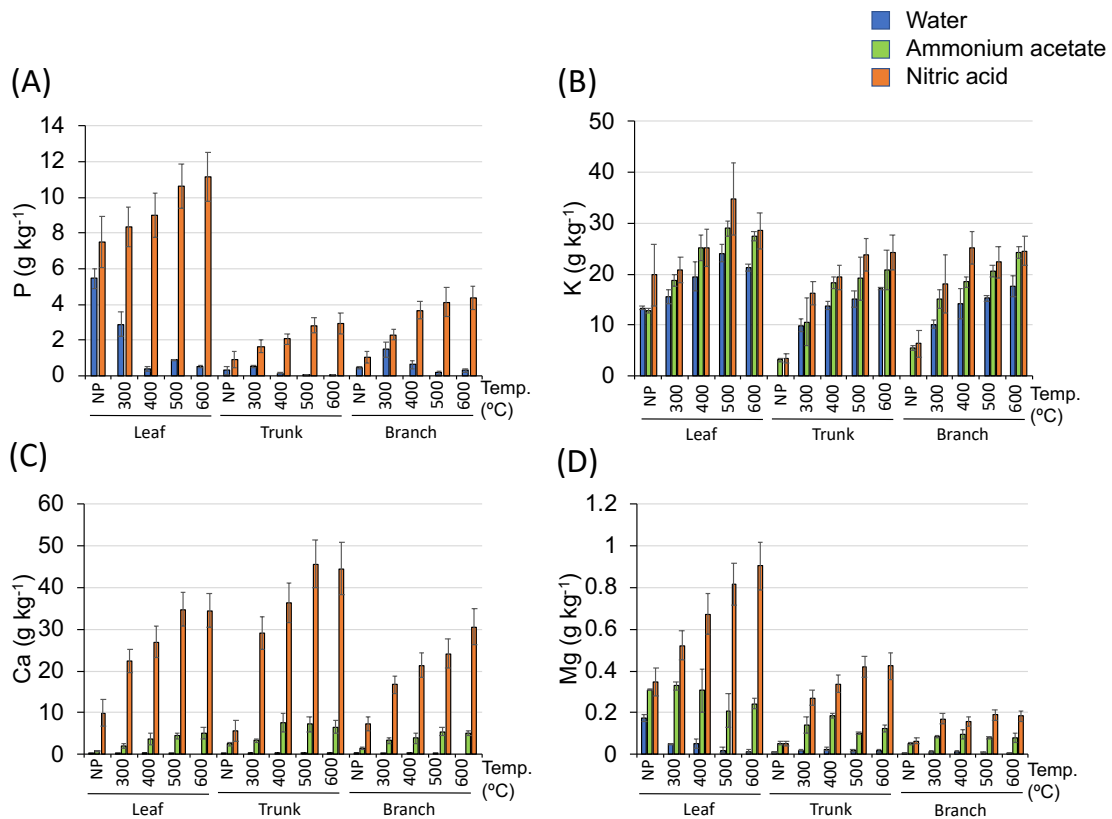 Water
Ammonium acetate
Nitric acid
(A)
P (g kg⁻¹)
14
12
10
8
6
4
2
0
NP 300 400 500 600 NP 300 400 500 600 NP 300 400 500 600
Temp.
(ºC)
Leaf Trunk Branch
(B)
K (g kg⁻¹)
50
40
30
20
10
0
NP 300 400 500 600 NP 300 400 500 600 NP 300 400 500 600
Temp.
(ºC)
Leaf Trunk Branch
(C)
Ca (g kg⁻¹)
60
50
40
30
20
10
0
NP 300 400 500 600 NP 300 400 500 600 NP 300 400 500 600
Temp.
(ºC)
Leaf Trunk Branch
(D)
Mg (g kg⁻¹)
1.2
1
0.8
0.6
0.4
0.2
0
NP 300 400 500 600 NP 300 400 500 600 NP 300 400 500 600
Temp.
(ºC)
Leaf Trunk Branch